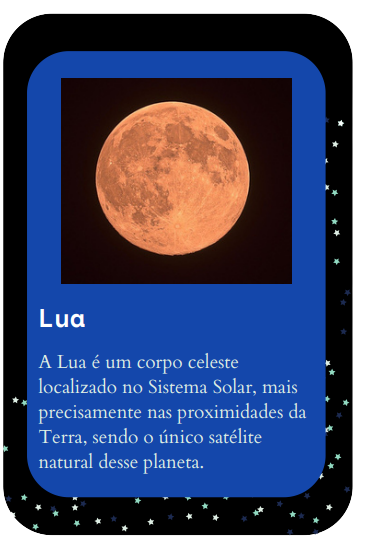 Lua
A Lua é um corpo celeste
localizado no Sistema Solar, mais
precisamente nas proximidades da
Terra, sendo o único satélite
natural desse planeta.